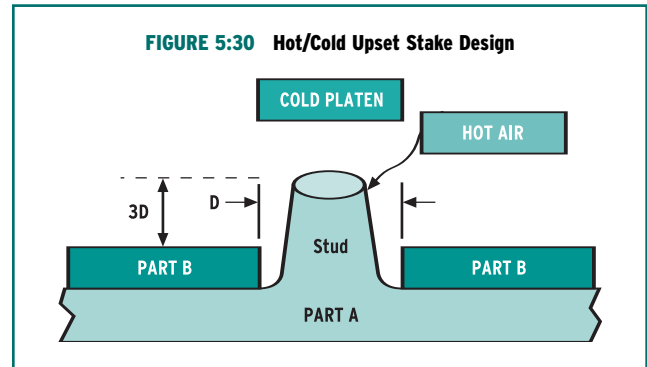 FIGURE 5:30 Hot/Cold Upset Stake Design
COLD PLATEN
HOT AIR
3D
D
Stud
PART B
PART B
PART A